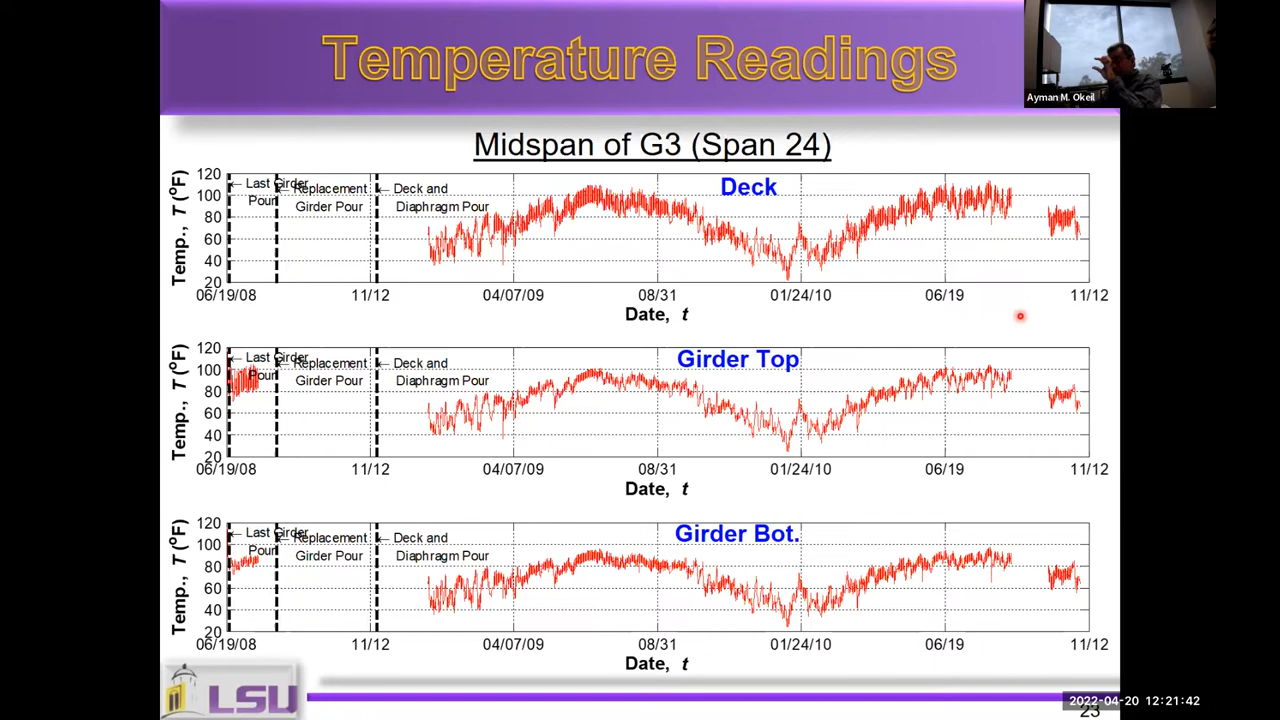 Temperature Readings
Ayman M. Okeil
Midspan of G3 (Span 24)
Temp., T (°F)
120
100
80
60
40
20
← Last Girder
Pour
← Replacement
Girder Pour
← Deck and
Diaphragm Pour
Deck
06/19/08 11/12 04/07/09 08/31 01/24/10 06/19 11/12
Date, t
Temp., T (°F)
120
100
80
60
40
20
← Last Girder
Pour
← Replacement
Girder Pour
← Deck and
Diaphragm Pour
Girder Top
06/19/08 11/12 04/07/09 08/31 01/24/10 06/19 11/12
Date, t
Temp., T (°F)
120
100
80
60
40
20
← Last Girder
Pour
← Replacement
Girder Pour
← Deck and
Diaphragm Pour
Girder Bot.
06/19/08 11/12 04/07/09 08/31 01/24/10 06/19 11/12
Date, t
LSU
2022-04-20 12:21:42
23